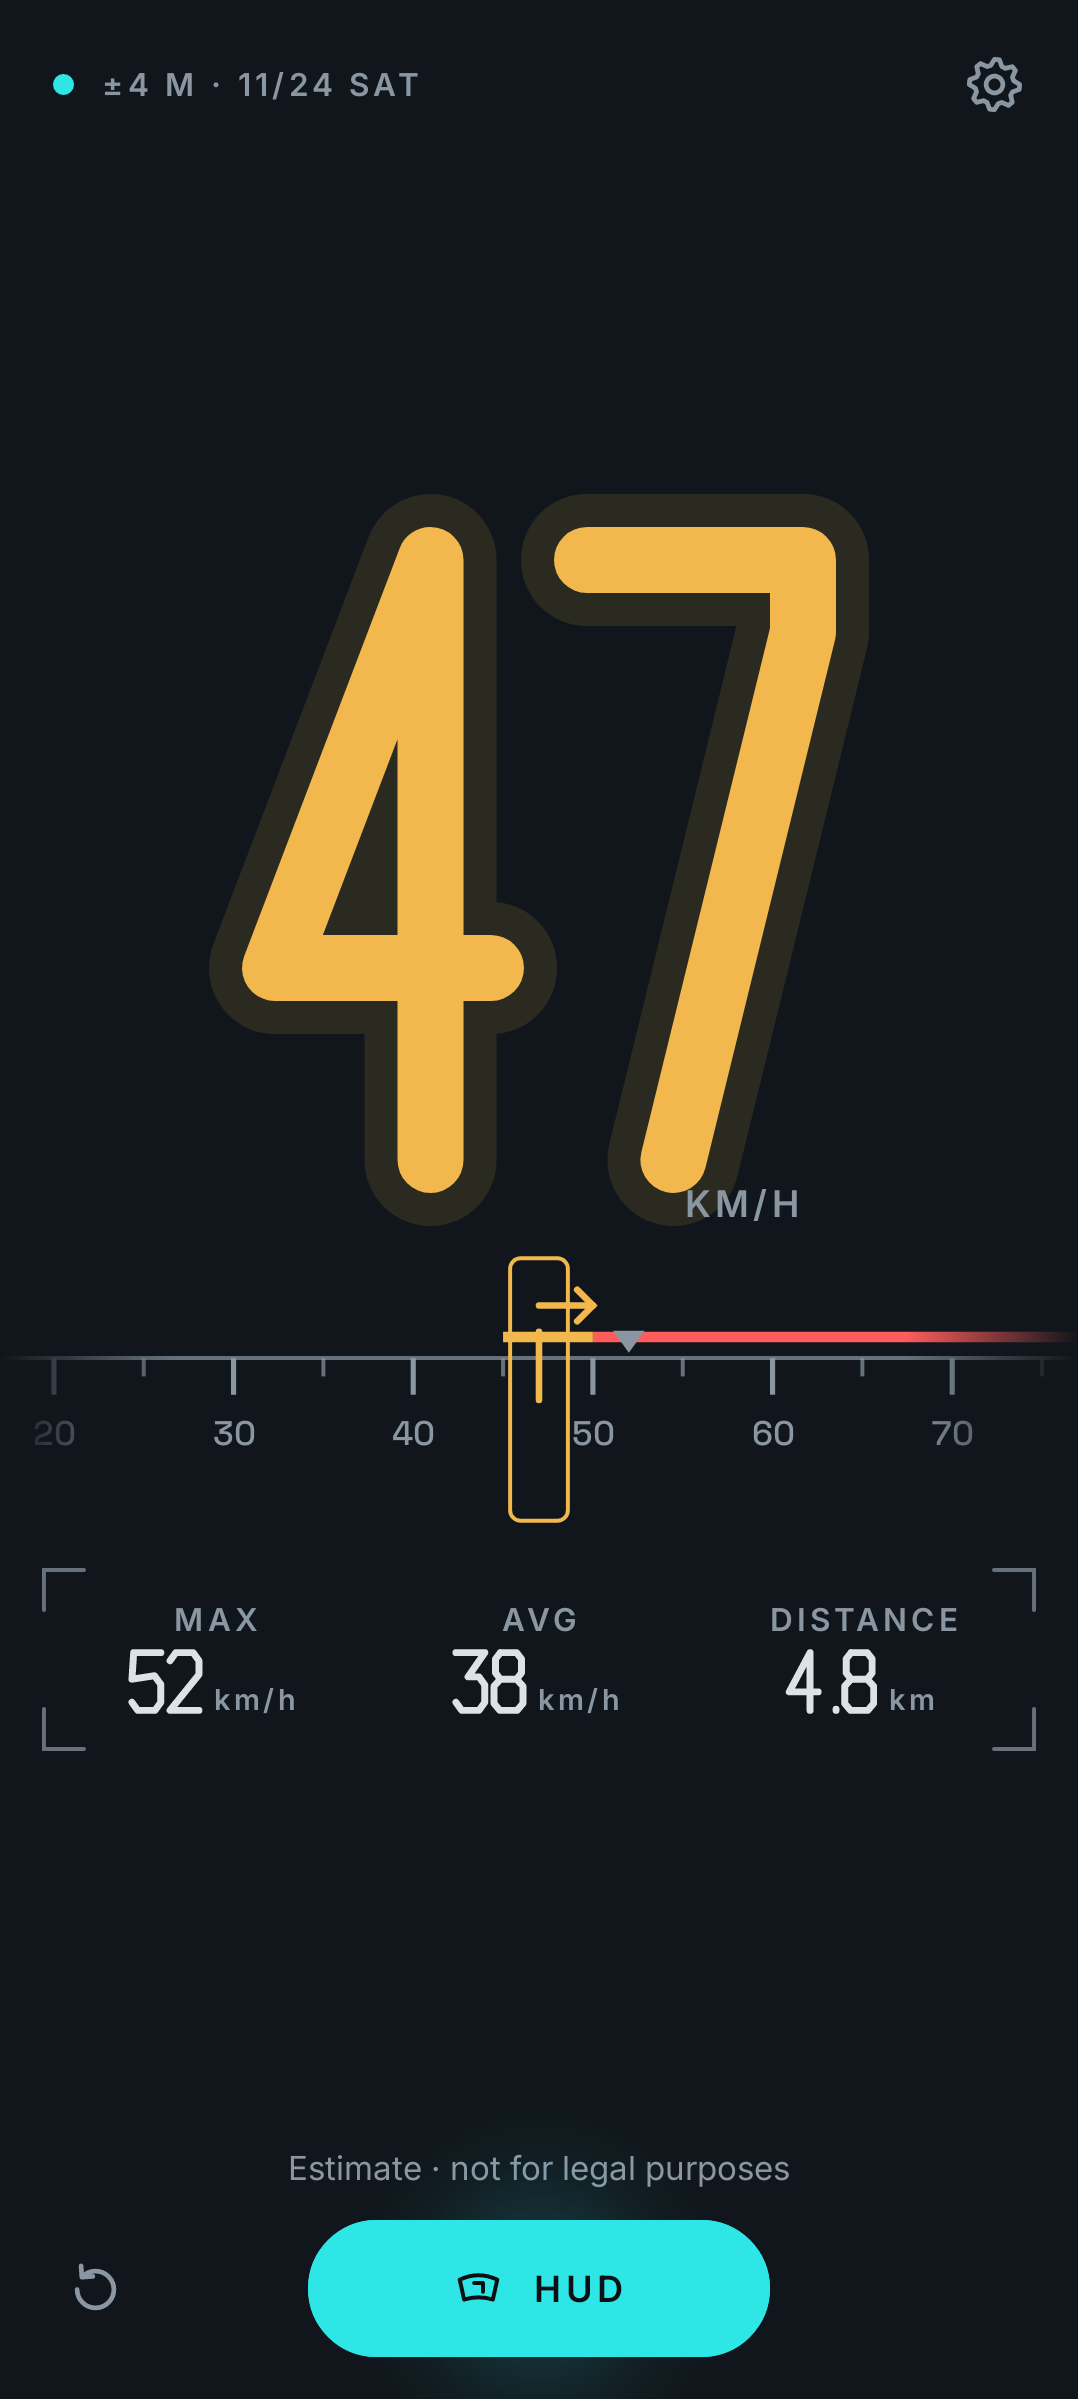 ±4 M · 11/24 SAT
47
KM/H
20 30 40 50 60 70
MAX AVG DISTANCE
52 km/h 38 km/h 4.8 km
Estimate · not for legal purposes
HUD